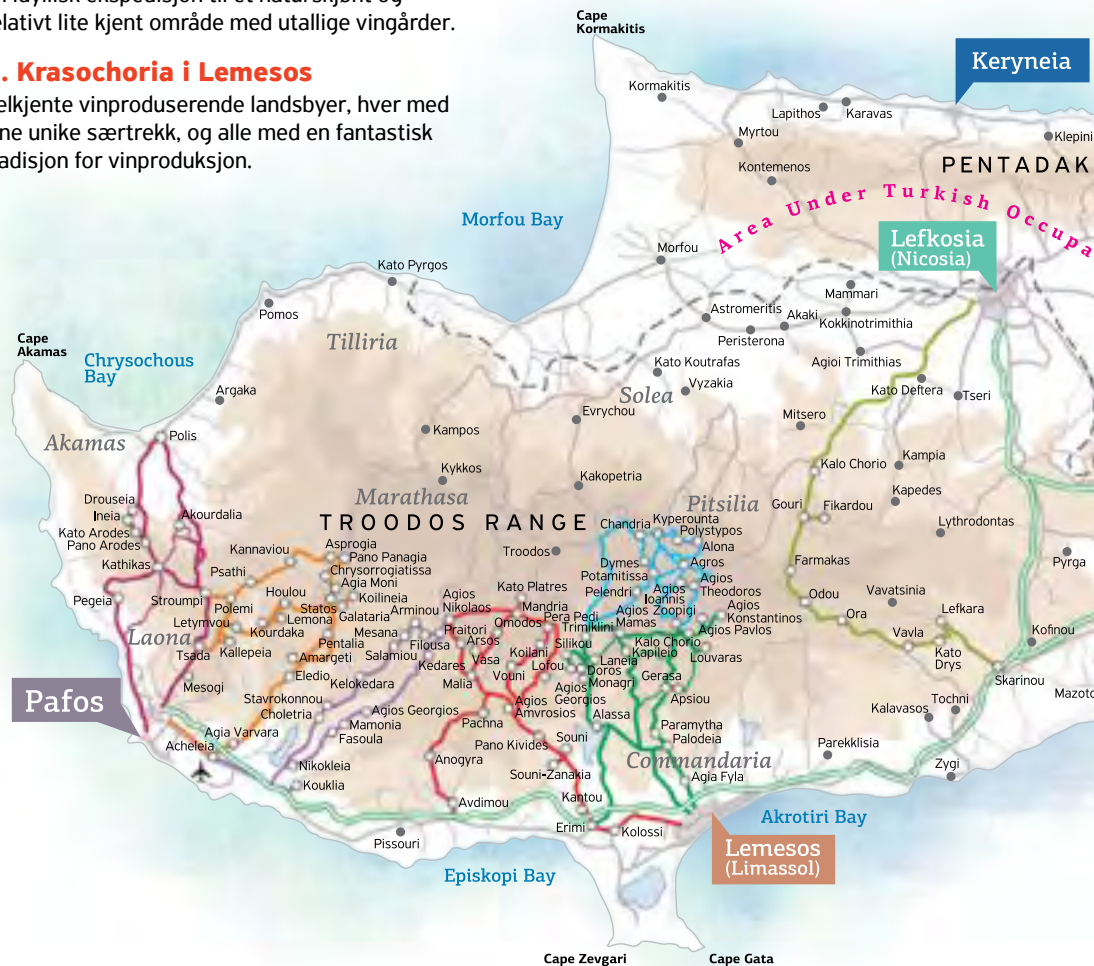 idyllisk ekspedisjon til et naturskjønt og
elativt lite kjent område med utallige vingårder.
. Krasochoria i Lemesos
elkjente vinproduserende landsbyer, hver med
ne unike særtrekk, og alle med en fantastisk
adisjon for vinproduksjon.
Cape
Kormakitis
Keryneia
Kormakitis
Lapithos
Karavas
Myrtou
Klepini
Kontemenos
PENTADAK
Area Under Turkish Occupa
Morfou Bay
Lefkosia
(Nicosia)
Morfou
Kato Pyrgos
Mammari
Pomos
Astromeritis
Akaki
Kokkinotrimithia
Peristerona
Tilliria
Cape
Akamas
Chrysochous
Bay
Agioi Trimithias
Kato Koutrafas
Vyzakia
Solea
Kato Deftera
Tseri
Argaka
Evrychou
Mitsero
Akamas
Polis
Kampos
Kampia
Kalo Chorio
Kykkos
Kakopetria
Kapedes
Marathasa
Pitsilia
Gouri
Fikardou
Drouseia
Ineia
Akourdalia
Kato Arodes
Pano Arodes
TROODOS RANGE
Chandria
Kyperounta
Polystypos
Alona
Lythrodontas
Kannaviou
Asprogia
Pano Panagia
Troodos
Kathikas
Psathi
Chrysorrogiatissa
Agia Moni
Dymes
Agros
Farmakas
Pyrga
Potamitissa
Agios
Theodoros
Pegeia
Stroumpi
Houlou
Koilineia
Kato Platres
Pelendri
Agios
Ioannis
Odou
Vavatsinia
Polemi
Statos
Galataria
Arminou
Agios
Nikolaos
Mandria
Agios
Mamas
Zoopigi
Agios
Konstantinos
Ora
Lefkara
Letymvou
Lemona
Omodos
Pera Pedi
Trimiklini
Agios Pavlos
Kofinou
Laona
Kourdaka
Mesana
Praitori
Vavla
Tsada
Kallepeia
Pentalia
Filousa
Arsos
Koilani
Silikou
Kalo Chorio
Kapileio
Louvaras
Kato
Drys
Amargeti
Salamiou
Kedares
Vasa
Lofou
Laneia
Doros
Gerasa
Skarinou
Mesogi
Eledio
Kelokedara
Malia
Vouni
Monagri
Pafos
Stavrokonnou
Agios
Georgios
Apsiou
Tochni
Mazoto
Choletria
Agios Georgios
Pachna
Agios
Amvrosios
Alassa
Kalavasos
Agia Varvara
Mamonia
Paramytha
Acheleia
Fasoula
Pano Kivides
Souni
Palodeia
Parekklisia
Nikokleia
Anogyra
Commandaria
Zygi
Kouklia
Souni-Zanakia
Agia Fyla
Avdimou
Kantou
Akrotiri Bay
Erimi
Kolossi
Pissouri
Lemesos
(Limassol)
Episkopi Bay
Cape Zevgari
Cape Gata